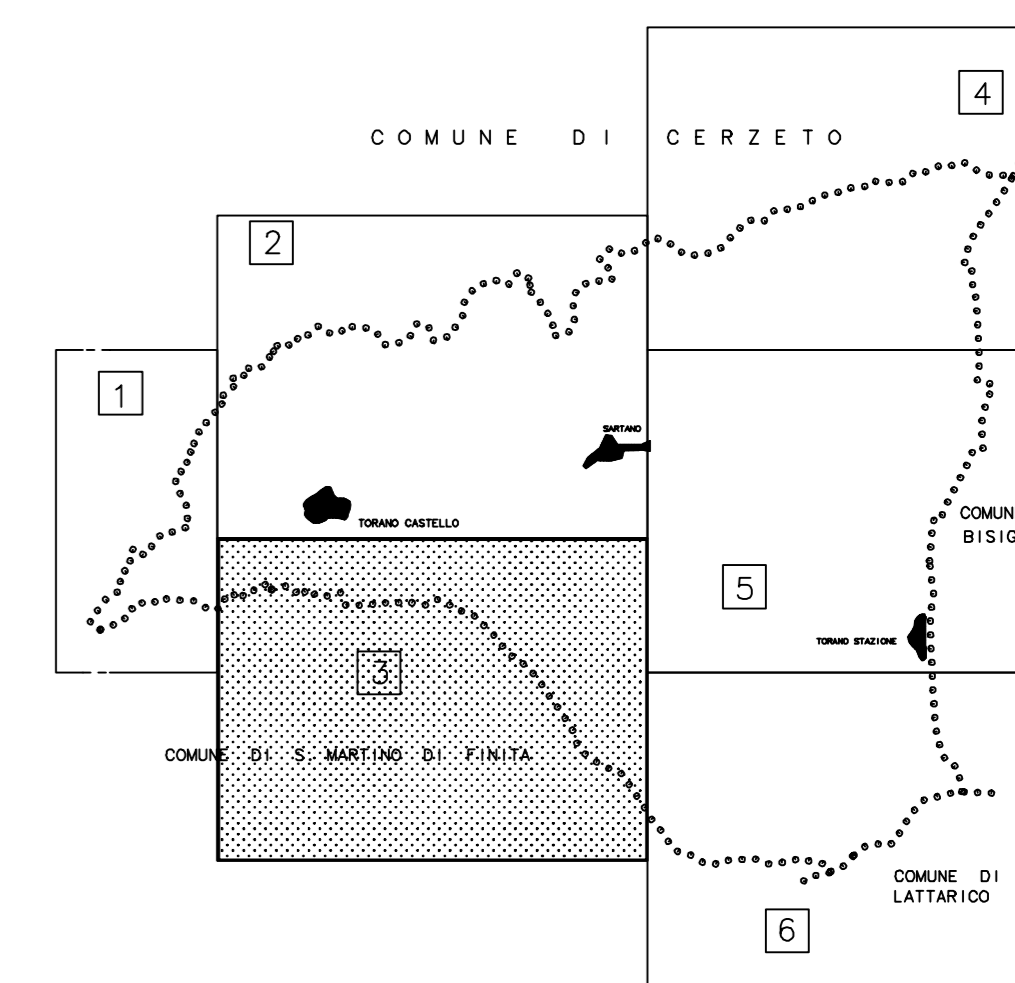 4
COMUNE DI CERZETO
2
1
SARTANO
TORANO CASTELLO
COMUN
BISIG
5
TORANO STAZIONE
3
COMUNE DI S. MARTINO DI FINITA
COMUNE DI
LATTARICO
6